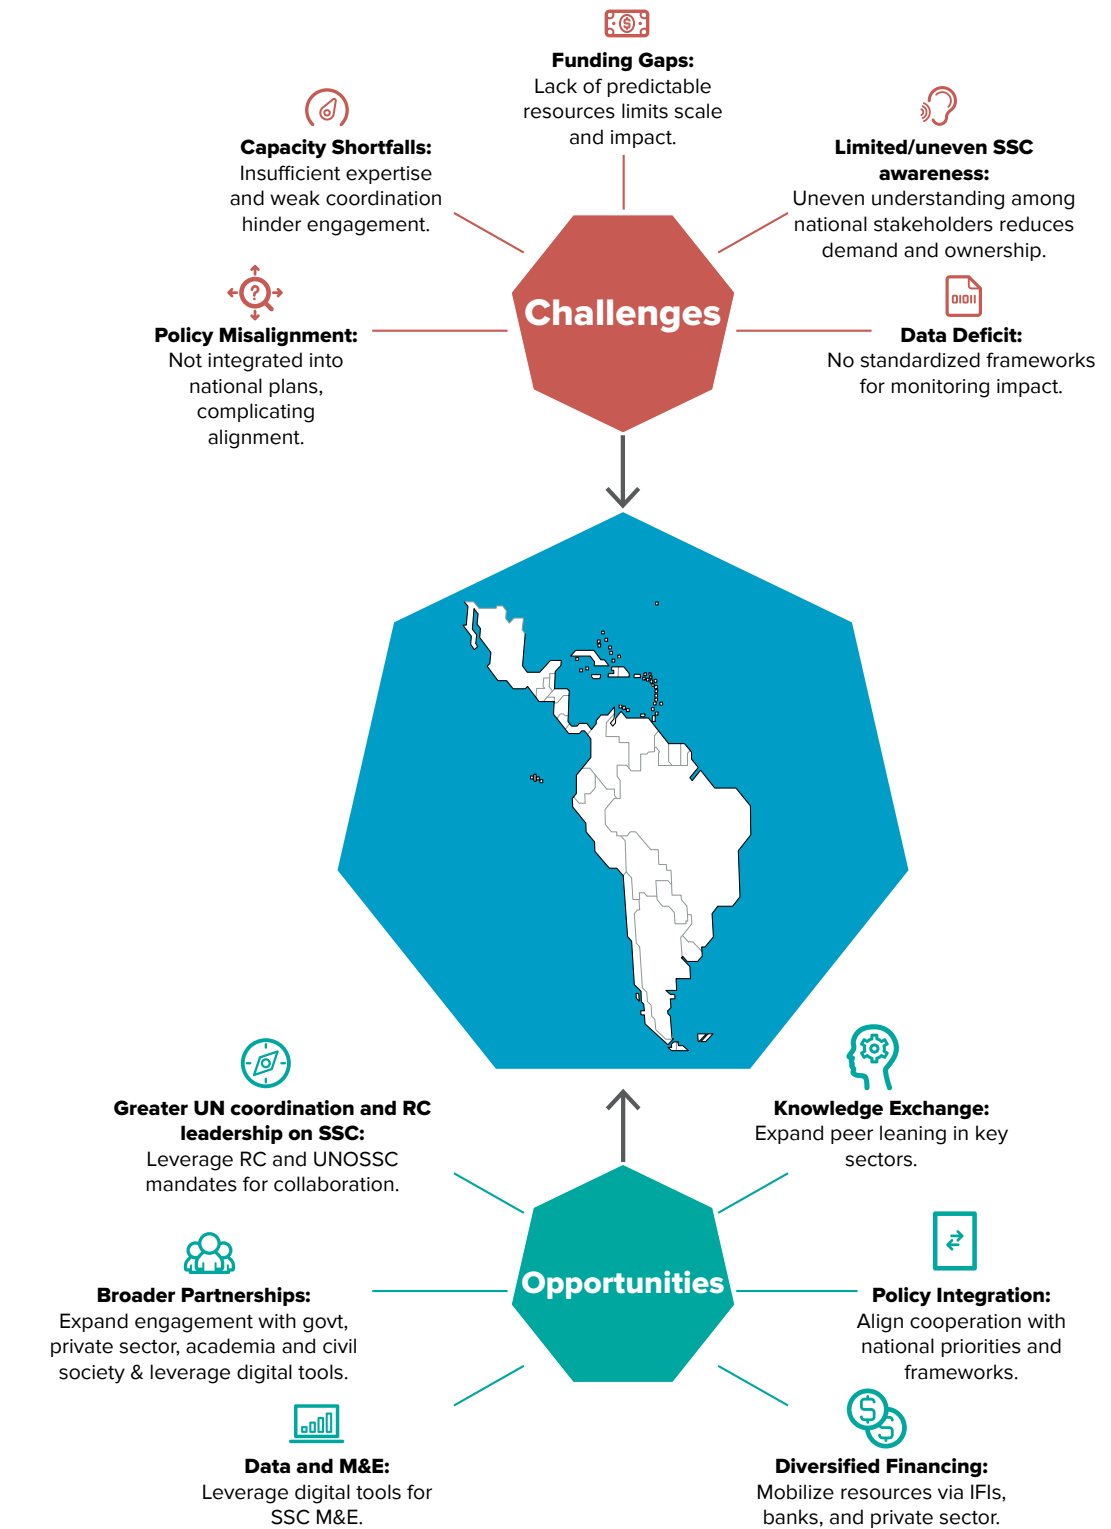 Funding Gaps:
Lack of predictable
resources limits scale
and impact.
Capacity Shortfalls:
Insufficient expertise
and weak coordination
hinder engagement.
Limited/uneven SSC
awareness:
Uneven understanding among
national stakeholders reduces
demand and ownership.
?
Policy Misalignment:
Not integrated into
national plans,
complicating
alignment.
Challenges
01011
Data Deficit:
No standardized frameworks
for monitoring impact.
Greater UN coordination and RC
leadership on SSC:
Leverage RC and UNOSSC
mandates for collaboration.
Knowledge Exchange:
Expand peer leaning in key
sectors.
Broader Partnerships:
Expand engagement with govt,
private sector, academia and civil
society & leverage digital tools.
Opportunities
Policy Integration:
Align cooperation with
national priorities and
frameworks.
Data and M&E:
Leverage digital tools for
SSC M&E.
Diversified Financing:
Mobilize resources via IFIs,
banks, and private sector.